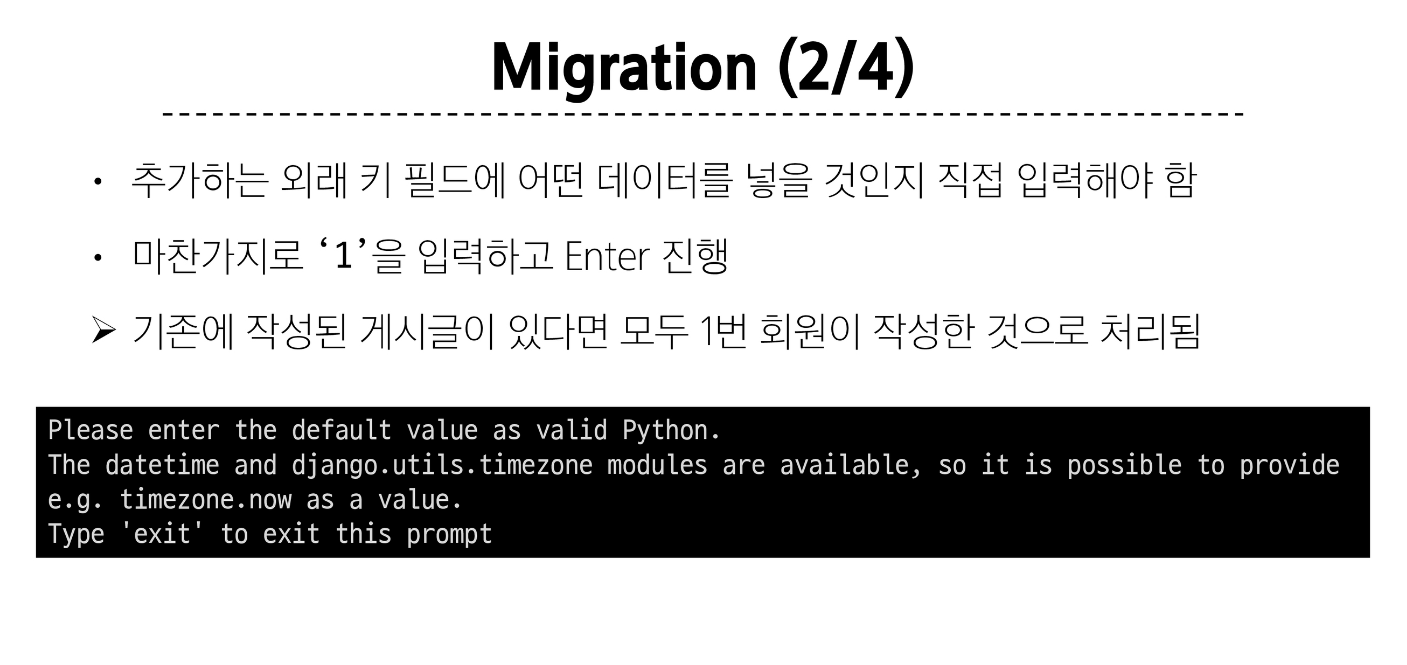 Migration (2/4)
• 추가하는 외래 키 필드에 어떤 데이터를 넣을 것인지 직접 입력해야 함
• 마찬가지로 ‘1’을 입력하고 Enter 진행
➢ 기존에 작성된 게시글이 있다면 모두 1번 회원이 작성한 것으로 처리됨
Please enter the default value as valid Python.
The datetime and django.utils.timezone modules are available, so it is possible to provide
e.g. timezone.now as a value.
Type 'exit' to exit this prompt